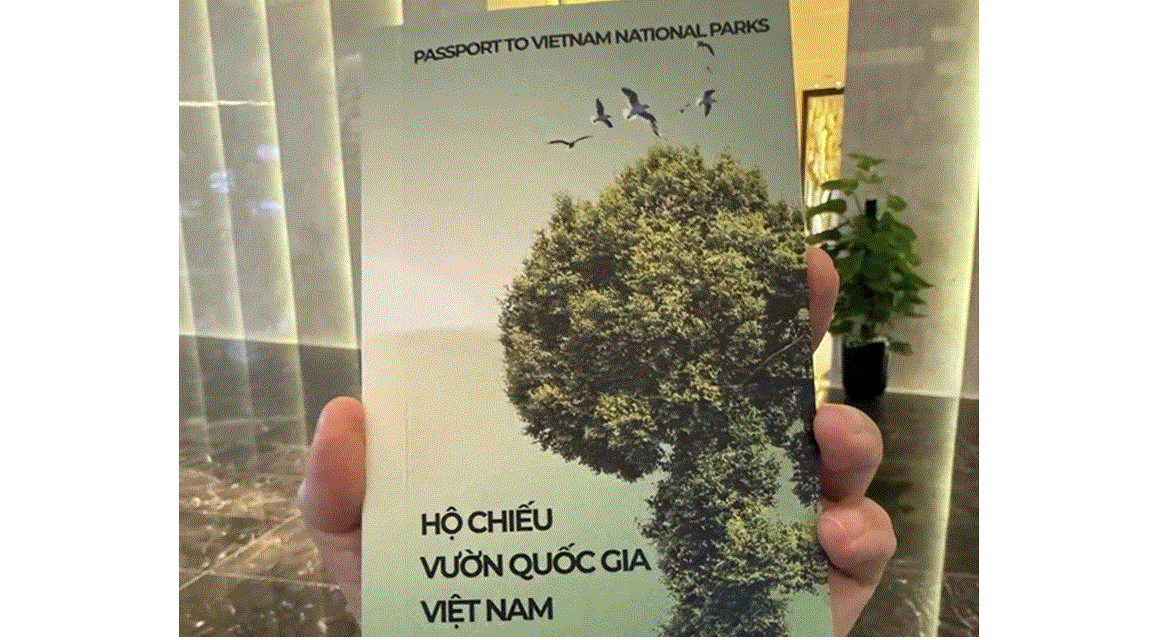 PASSPORT TO VIETNAM NATIONAL PARKS
HỘ CHIẾU
VƯỜN QUỐC GIA
VIỆT NAM